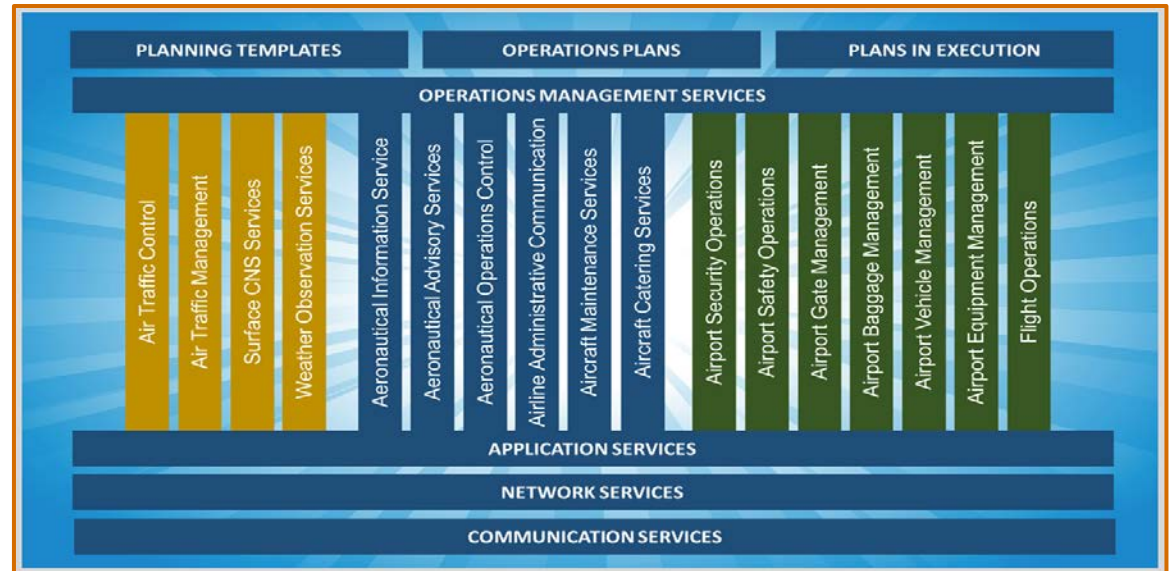 PLANNING TEMPLATES
OPERATIONS PLANS
PLANS IN EXECUTION
OPERATIONS MANAGEMENT SERVICES
Air Traffic Control
Air Traffic Management
Surface CNS Services
Weather Observation Services
Aeronautical Information Service
Aeronautical Advisory Services
Aeronautical Operations Control
Airline Administrative Communication
Aircraft Maintenance Services
Aircraft Catering Services
Airport Security Operations
Airport Safety Operations
Airport Gate Management
Airport Baggage Management
Airport Vehicle Management
Airport Equipment Management
Flight Operations
APPLICATION SERVICES
NETWORK SERVICES
COMMUNICATION SERVICES